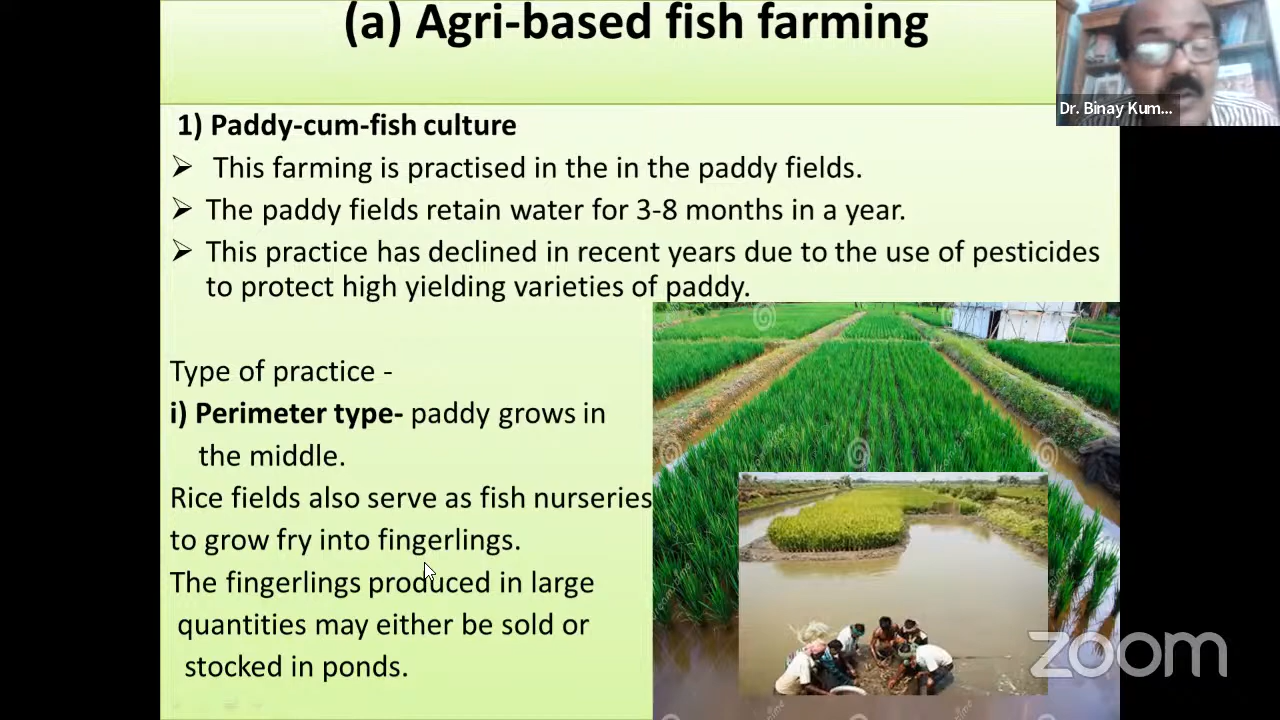 (a) Agri-based fish farming
Dr. Binay Kum...
1) Paddy-cum-fish culture
➢ This farming is practised in the in the paddy fields.
➢ The paddy fields retain water for 3-8 months in a year.
➢ This practice has declined in recent years due to the use of pesticides
to protect high yielding varieties of paddy.
Type of practice -
i) Perimeter type- paddy grows in
the middle.
Rice fields also serve as fish nurseries
to grow fry into fingerlings.
The fingerlings produced in large
quantities may either be sold or
stocked in ponds.
zoom